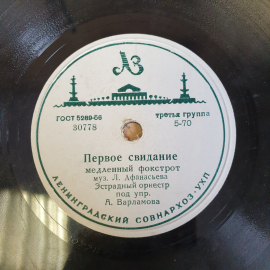 ЛЗ
ГОСТ 5289-56
30778
третья группа
5-70
Первое свидание
медленный фокстрот
муз. Л. Афанасьева
Эстрадный оркестр
под упр.
А. Варламова
ЛЕНИНГРАДСКИЙ СОВНАРХОЗ·УХП